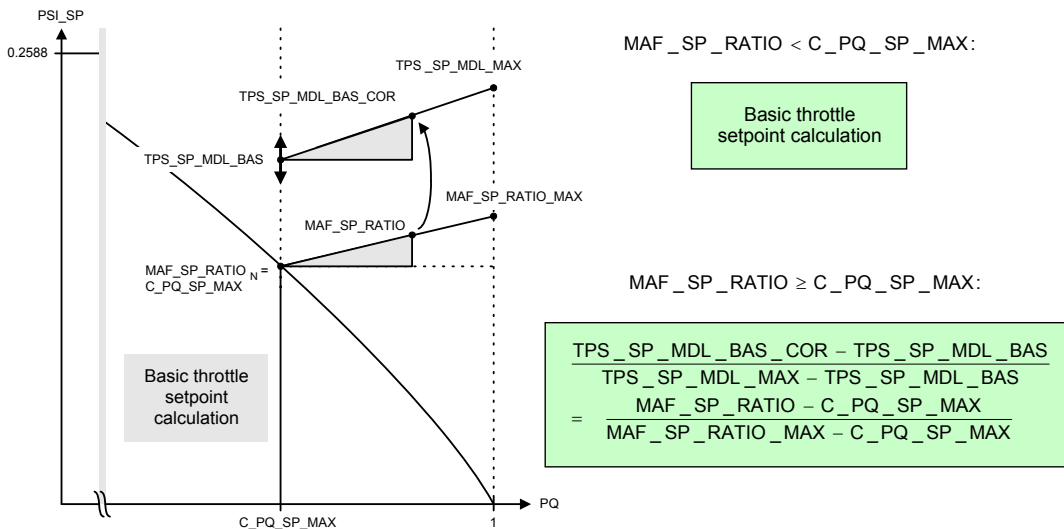 PSI_SP
0.2588
TPS_SP_MDL_MAX
TPS_SP_MDL_BAS_COR
TPS_SP_MDL_BAS
MAF_SP_RATIO_MAX
MAF_SP_RATIO
MAF_SP_RATIO N =
C_PQ_SP_MAX
Basic throttle
setpoint
calculation
C_PQ_SP_MAX
1
PQ
MAF_SP_RATIO < C_PQ_SP_MAX:
Basic throttle
setpoint calculation
MAF_SP_RATIO ≥ C_PQ_SP_MAX:
TPS_SP_MDL_BAS_COR − TPS_SP_MDL_BAS
TPS_SP_MDL_MAX − TPS_SP_MDL_BAS
= MAF_SP_RATIO − C_PQ_SP_MAX
MAF_SP_RATIO_MAX − C_PQ_SP_MAX